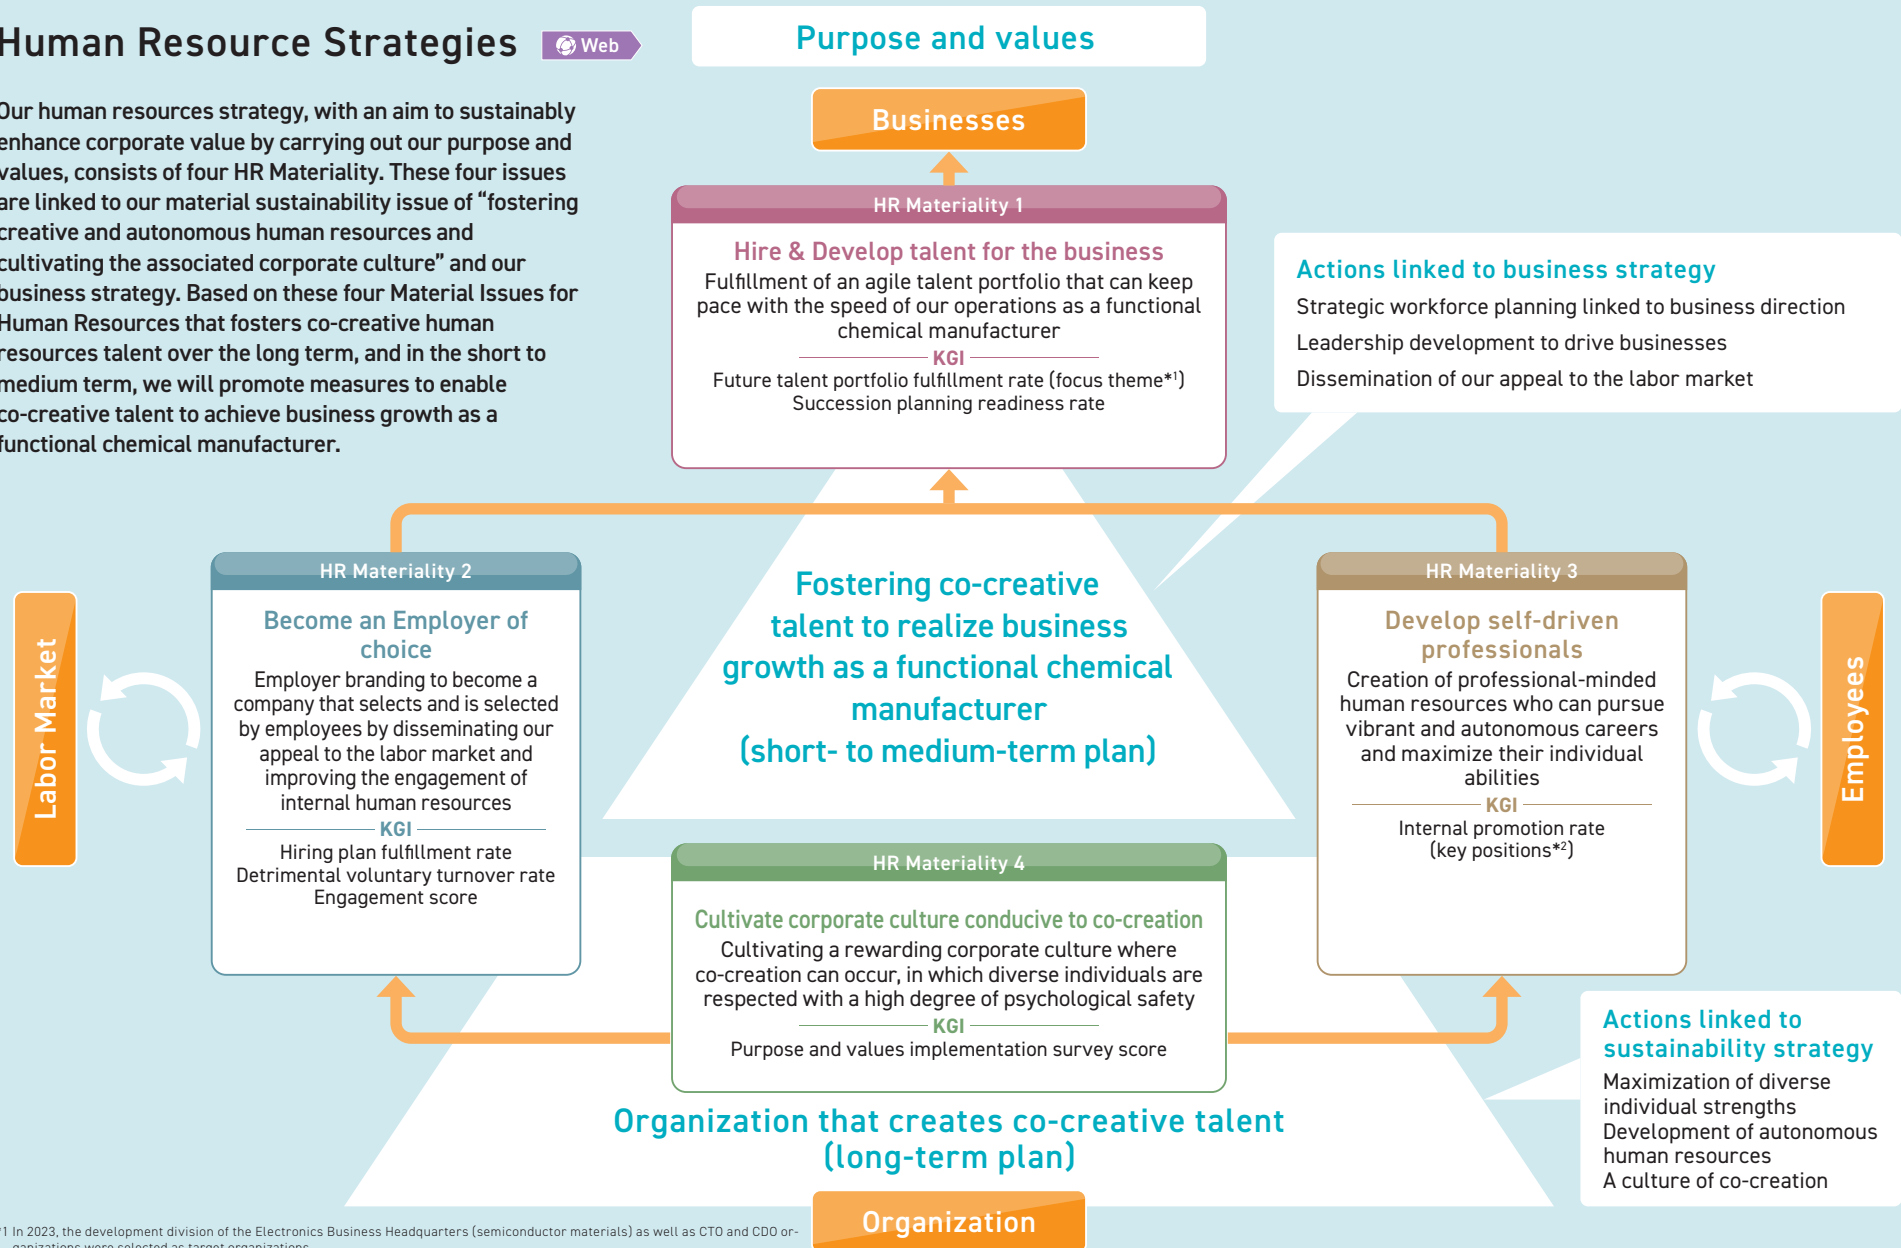 Human Resource Strategies
Web
Our human resources strategy, with an aim to sustainably
enhance corporate value by carrying out our purpose and
values, consists of four HR Materiality. These four issues
are linked to our material sustainability issue of “fostering
creative and autonomous human resources and
cultivating the associated corporate culture” and our
business strategy. Based on these four Material Issues for
Human Resources that fosters co-creative human
resources talent over the long term, and in the short to
medium term, we will promote measures to enable
co-creative talent to achieve business growth as a
functional chemical manufacturer.
Purpose and values
Businesses
HR Materiality 1
Hire & Develop talent for the business
Fulfillment of an agile talent portfolio that can keep
pace with the speed of our operations as a functional
chemical manufacturer
KGI
Future talent portfolio fulfillment rate (focus theme*1)
Succession planning readiness rate
Actions linked to business strategy
Strategic workforce planning linked to business direction
Leadership development to drive businesses
Dissemination of our appeal to the labor market
Labor Market
HR Materiality 2
Become an Employer of
choice
Employer branding to become a
company that selects and is selected
by employees by disseminating our
appeal to the labor market and
improving the engagement of
internal human resources
KGI
Hiring plan fulfillment rate
Detrimental voluntary turnover rate
Engagement score
Fostering co-creative
talent to realize business
growth as a functional chemical
manufacturer
(short- to medium-term plan)
HR Materiality 3
Develop self-driven
professionals
Creation of professional-minded
human resources who can pursue
vibrant and autonomous careers
and maximize their individual
abilities
KGI
Internal promotion rate
(key positions*2)
Employees
HR Materiality 4
Cultivate corporate culture conducive to co-creation
Cultivating a rewarding corporate culture where
co-creation can occur, in which diverse individuals are
respected with a high degree of psychological safety
KGI
Purpose and values implementation survey score
Organization that creates co-creative talent
(long-term plan)
Actions linked to
sustainability strategy
Maximization of diverse
individual strengths
Development of autonomous
human resources
A culture of co-creation
Organization
*1 In 2023, the development division of the Electronics Business Headquarters (semiconductor materials) as well as CTO and CDO or-
ganizations were selected as target organizations.